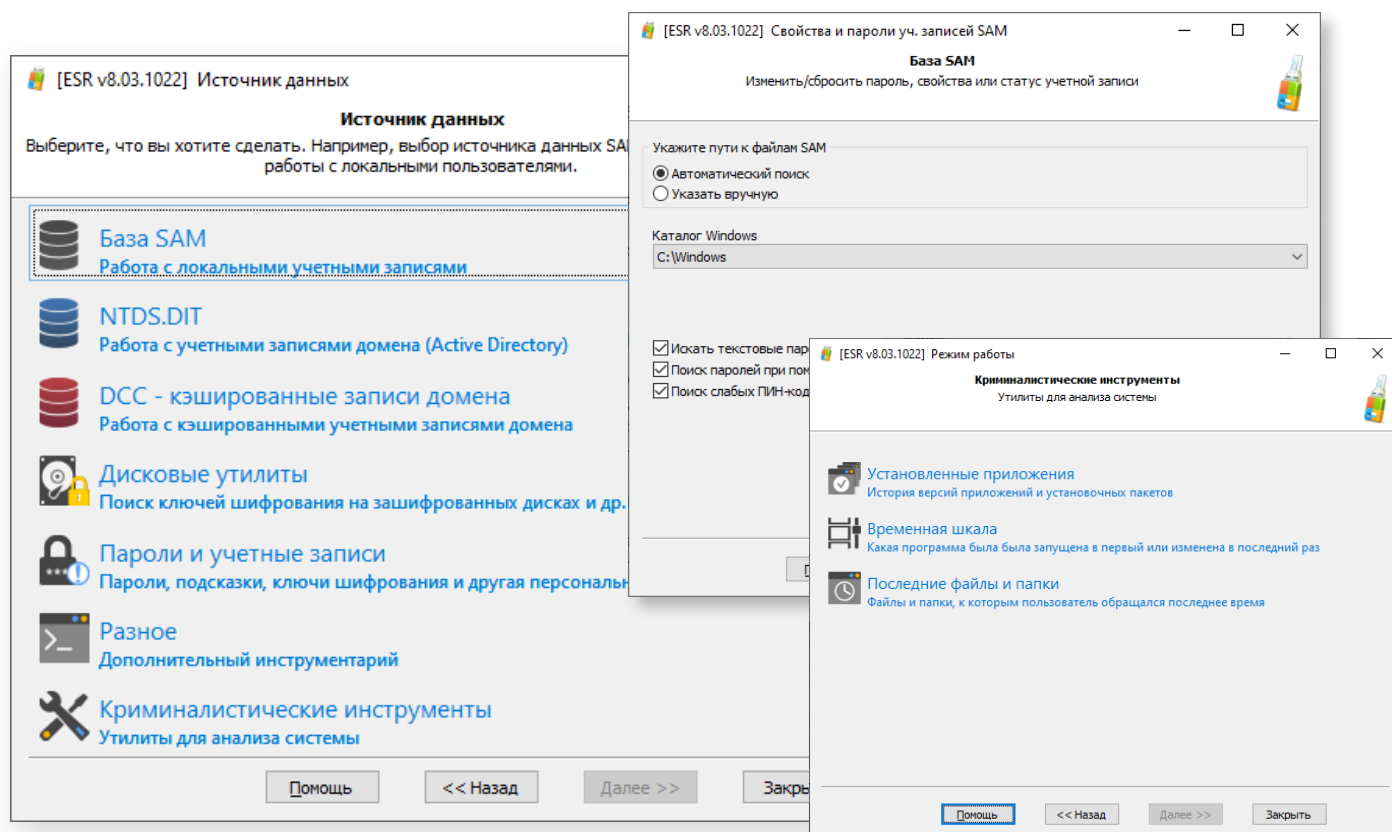 [ESR v8.03.1022] Источник данных
Источник данных
Выберите, что вы хотите сделать. Например, выбор источника данных
работы с локальными пользователями.
База SAM
Работа с локальными учетными записями
NTDS.DIT
Работа с учетными записями домена (Active Directory)
DCC - кэшированные записи домена
Работа с кэшированными учетными записями домена
Дисковые утилиты
Поиск ключей шифрования на зашифрованных дисках и др.
Пароли и учетные записи
Пароли, подсказки, ключи шифрования и другая
Разное
Дополнительный инструментарий
Криминалистические инструменты
Утилиты для анализа системы
Помощь
<< Назад
Далее >>
[ESR v8.03.1022] Свойства и пароли уч. записей SAM
База SAM
Изменить/сбросить пароль, свойства или статус учетной записи
Укажите пути к файлам SAM
Автоматический поиск
Указать вручную
Каталог Windows
C:\Windows
Искать текстовые
Поиск паролей при
Поиск слабых
[ESR v8.03.1022] Режим работы
Криминалистические инструменты
Утилиты для анализа системы
Установленные приложения
История версий приложений и установочных пакетов
Временная шкала
Какая программа была была запущена в первый или изменена в последний раз
Последние файлы и папки
Файлы и папки, к которым пользователь обращался последнее время
Помощь
<< Назад
Далее >>
Закрыть